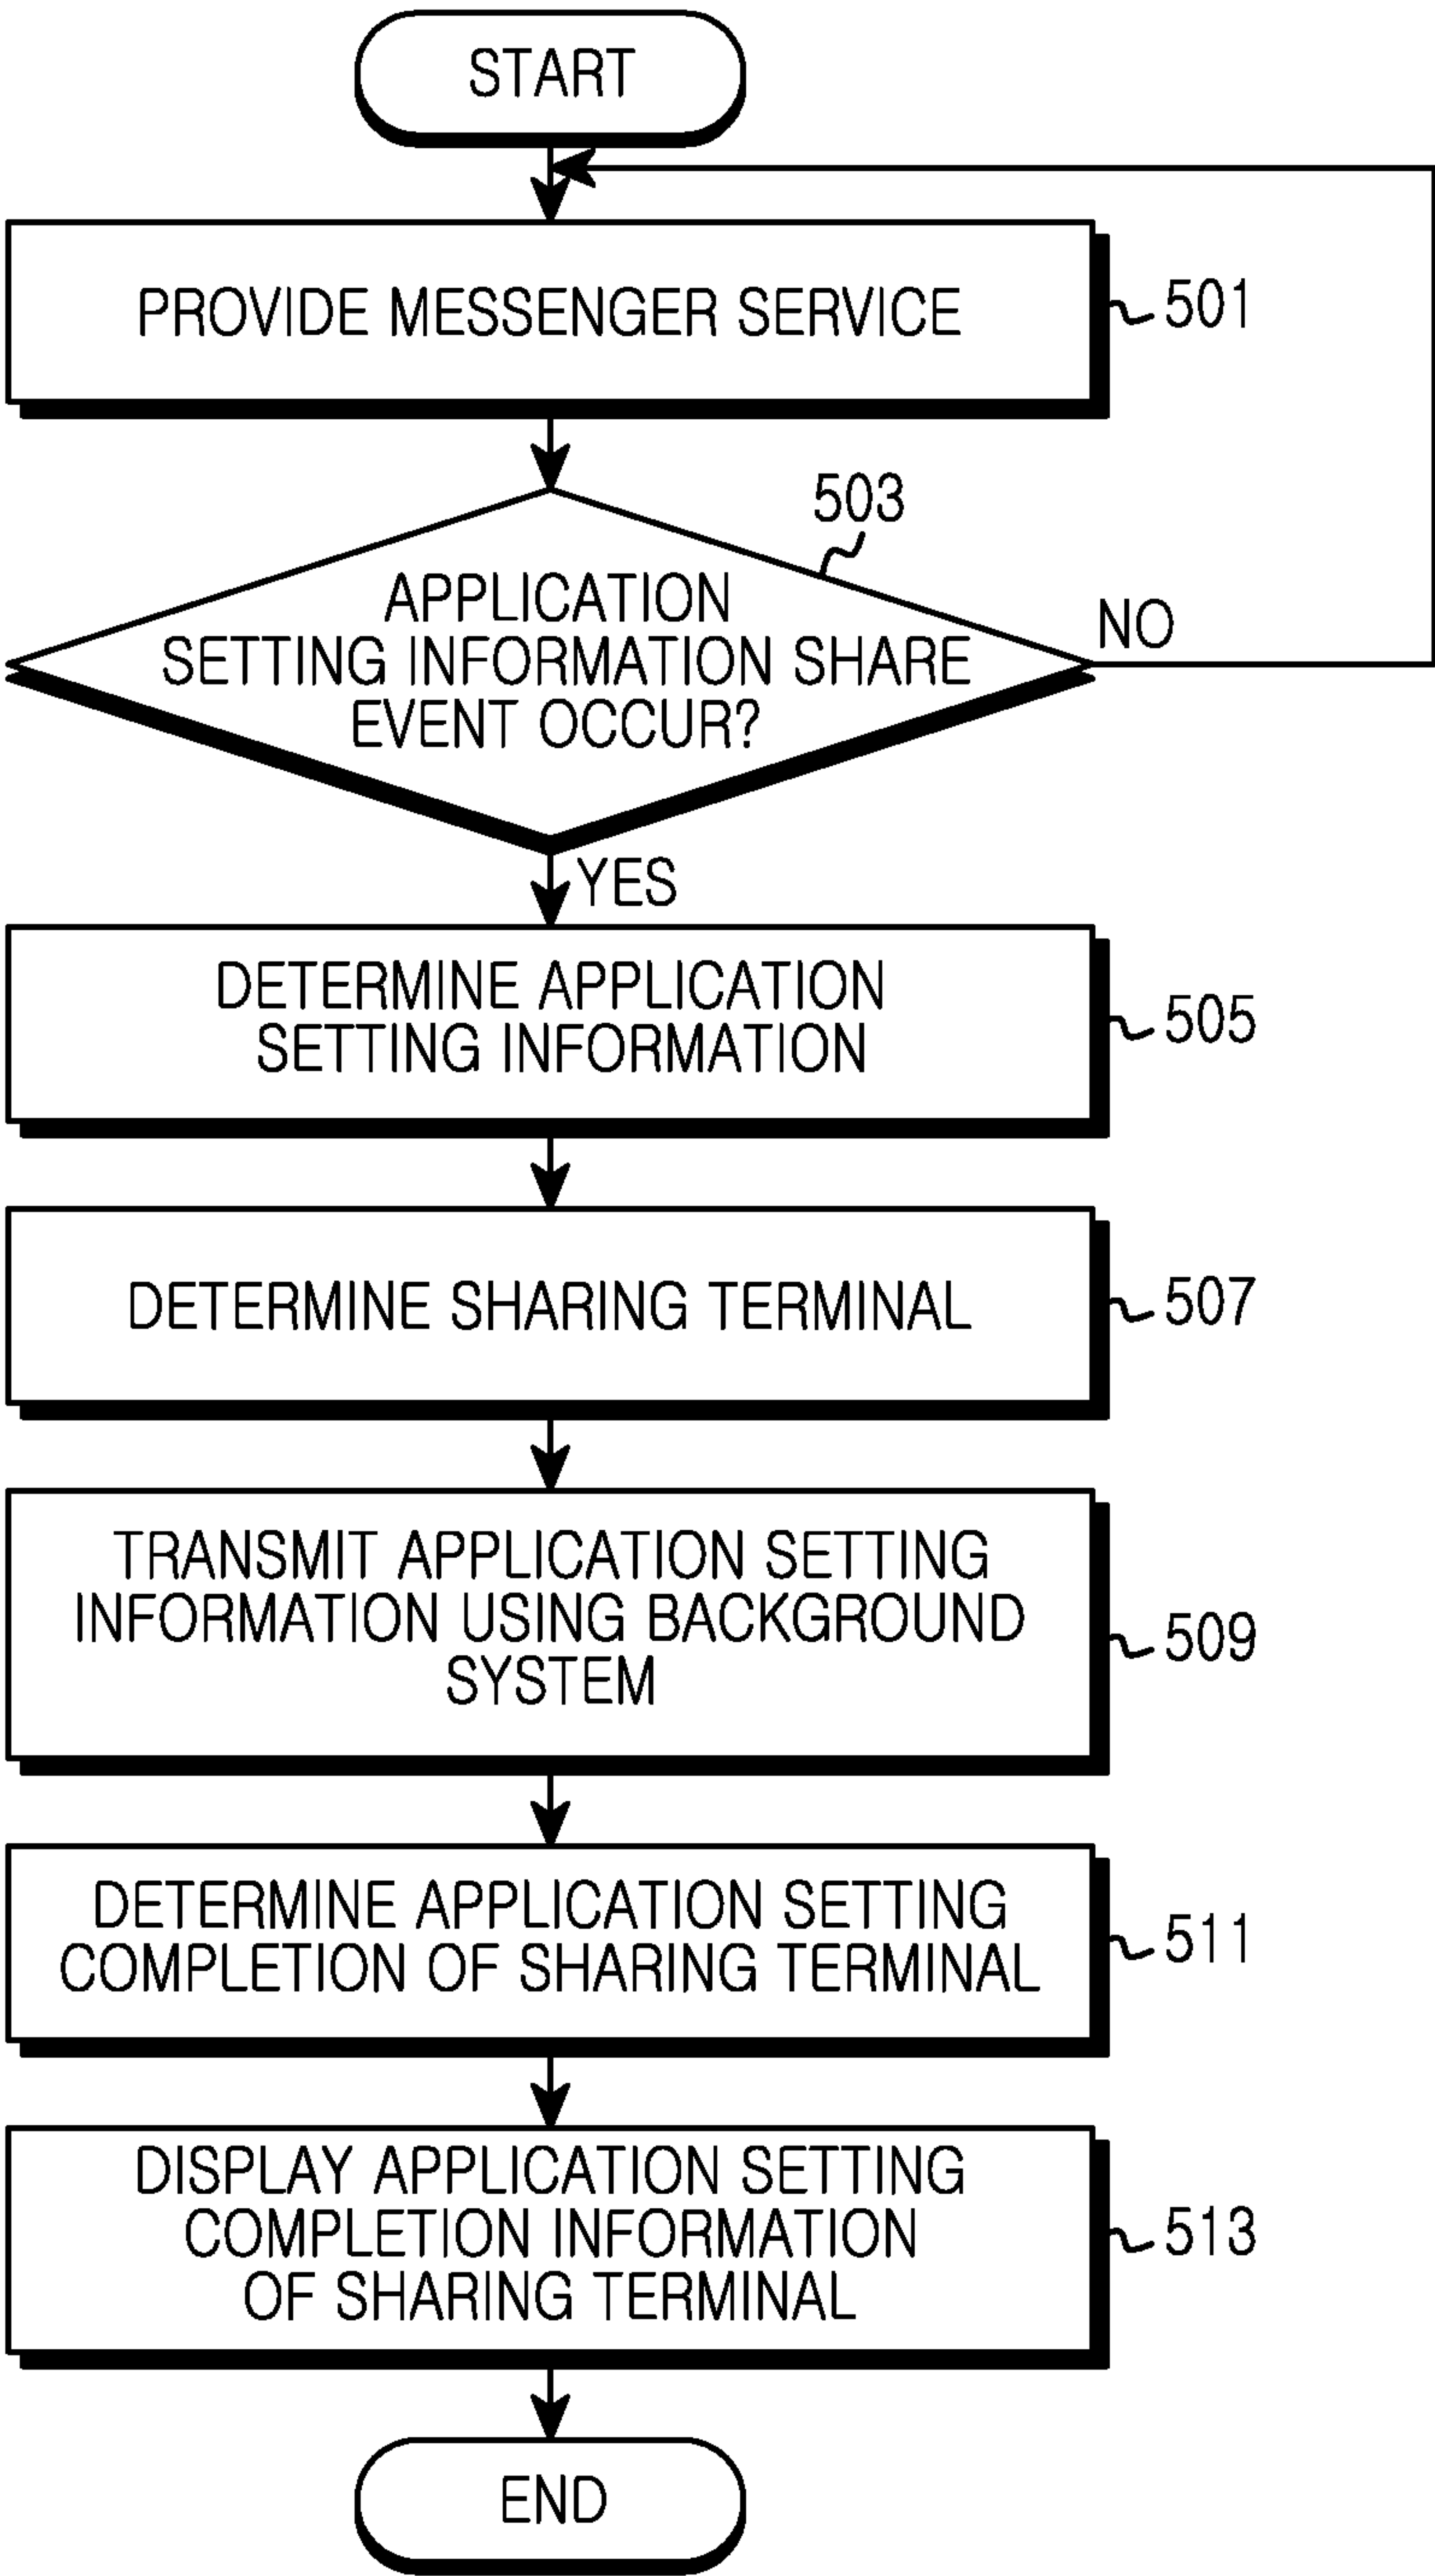 START
PROVIDE MESSENGER SERVICE
501
503
APPLICATION
SETTING INFORMATION SHARE
EVENT OCCUR?
NO
YES
DETERMINE APPLICATION
SETTING INFORMATION
505
DETERMINE SHARING TERMINAL
507
TRANSMIT APPLICATION SETTING
INFORMATION USING BACKGROUND
SYSTEM
509
DETERMINE APPLICATION SETTING
COMPLETION OF SHARING TERMINAL
511
DISPLAY APPLICATION SETTING
COMPLETION INFORMATION
OF SHARING TERMINAL
513
END